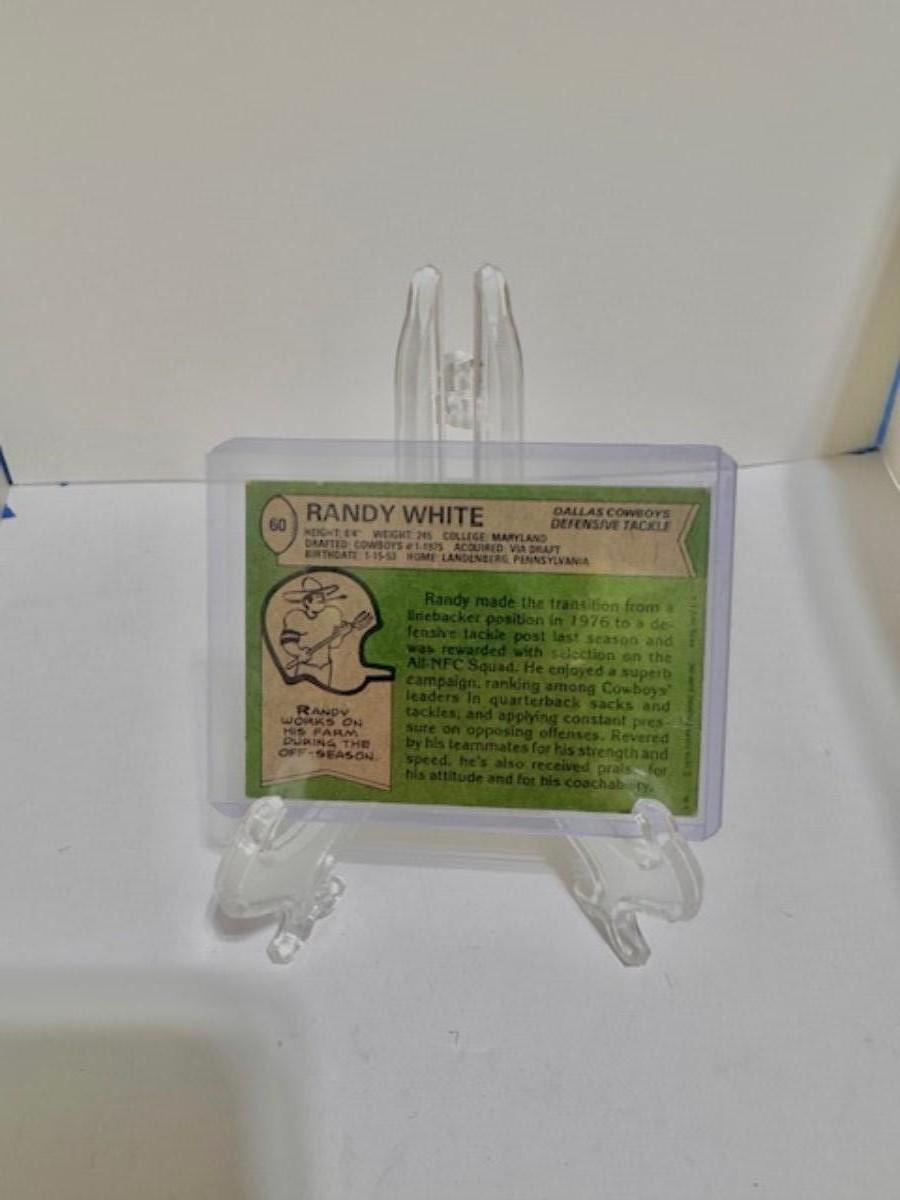 60
RANDY WHITE
DALLAS COWBOYS
DEFENSIVE TACKLE
HEIGHT: 6'4" WEIGHT: 245 COLLEGE: MARYLAND
DRAFTED: COWBOYS #1-1975 ACQUIRED: VIA DRAFT
BIRTHDATE: 1-15-53 HOME: LANDENBERG, PENNSYLVANIA
RANDY
WORKS ON
HIS FARM
DURING THE
OFF-SEASON.
Randy made the transition from a
linebacker position in 1976 to a de-
fensive tackle post last season and
was rewarded with selection on the
All-NFC Squad. He enjoyed a superb
campaign, ranking among Cowboys'
leaders in quarterback sacks and
tackles, and applying constant pres-
sure on opposing offenses. Revered
by his teammates for his strength and
speed, he's also received praise for
his attitude and for his coachability.